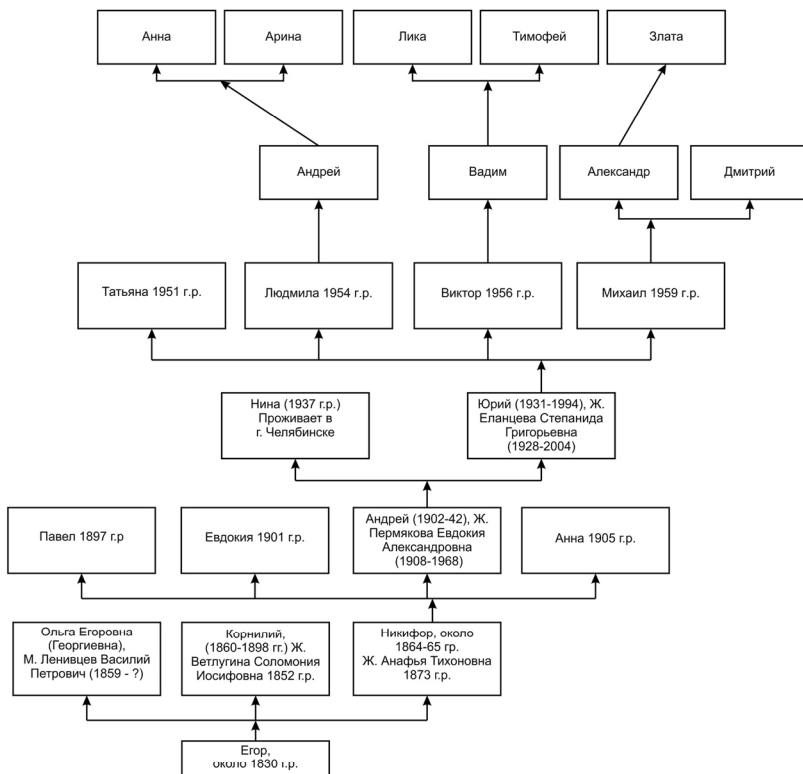 Анна
Арина
Лика
Тимофей
Злата
Андрей
Вадим
Александр
Дмитрий
Татьяна 1951 г.р.
Людмила 1954 г.р.
Виктор 1956 г.р.
Михаил 1959 г.р.
Нина (1937 г.р.)
Проживает в
г. Челябинске
Юрий (1931-1994), Ж.
Еланцева Степанида
Григорьевна
(1928-2004)
Павел 1897 г.р
Евдокия 1901 г.р.
Андрей (1902-42), Ж.
Пермякова Евдокия
Александровна
(1908-1968)
Анна 1905 г.р.
Ольга Егоровна
(Георгиевна),
М. Ленивцев Василий
Петрович (1859 - ?)
Корнилий,
(1860-1898 гг.) Ж.
Ветлугина Соломония
Иосифовна 1852 г.р.
Никифор, около
1864-65 гр.
Ж. Анафья Тихоновна
1873 г.р.
Егор,
около 1830 г.р.